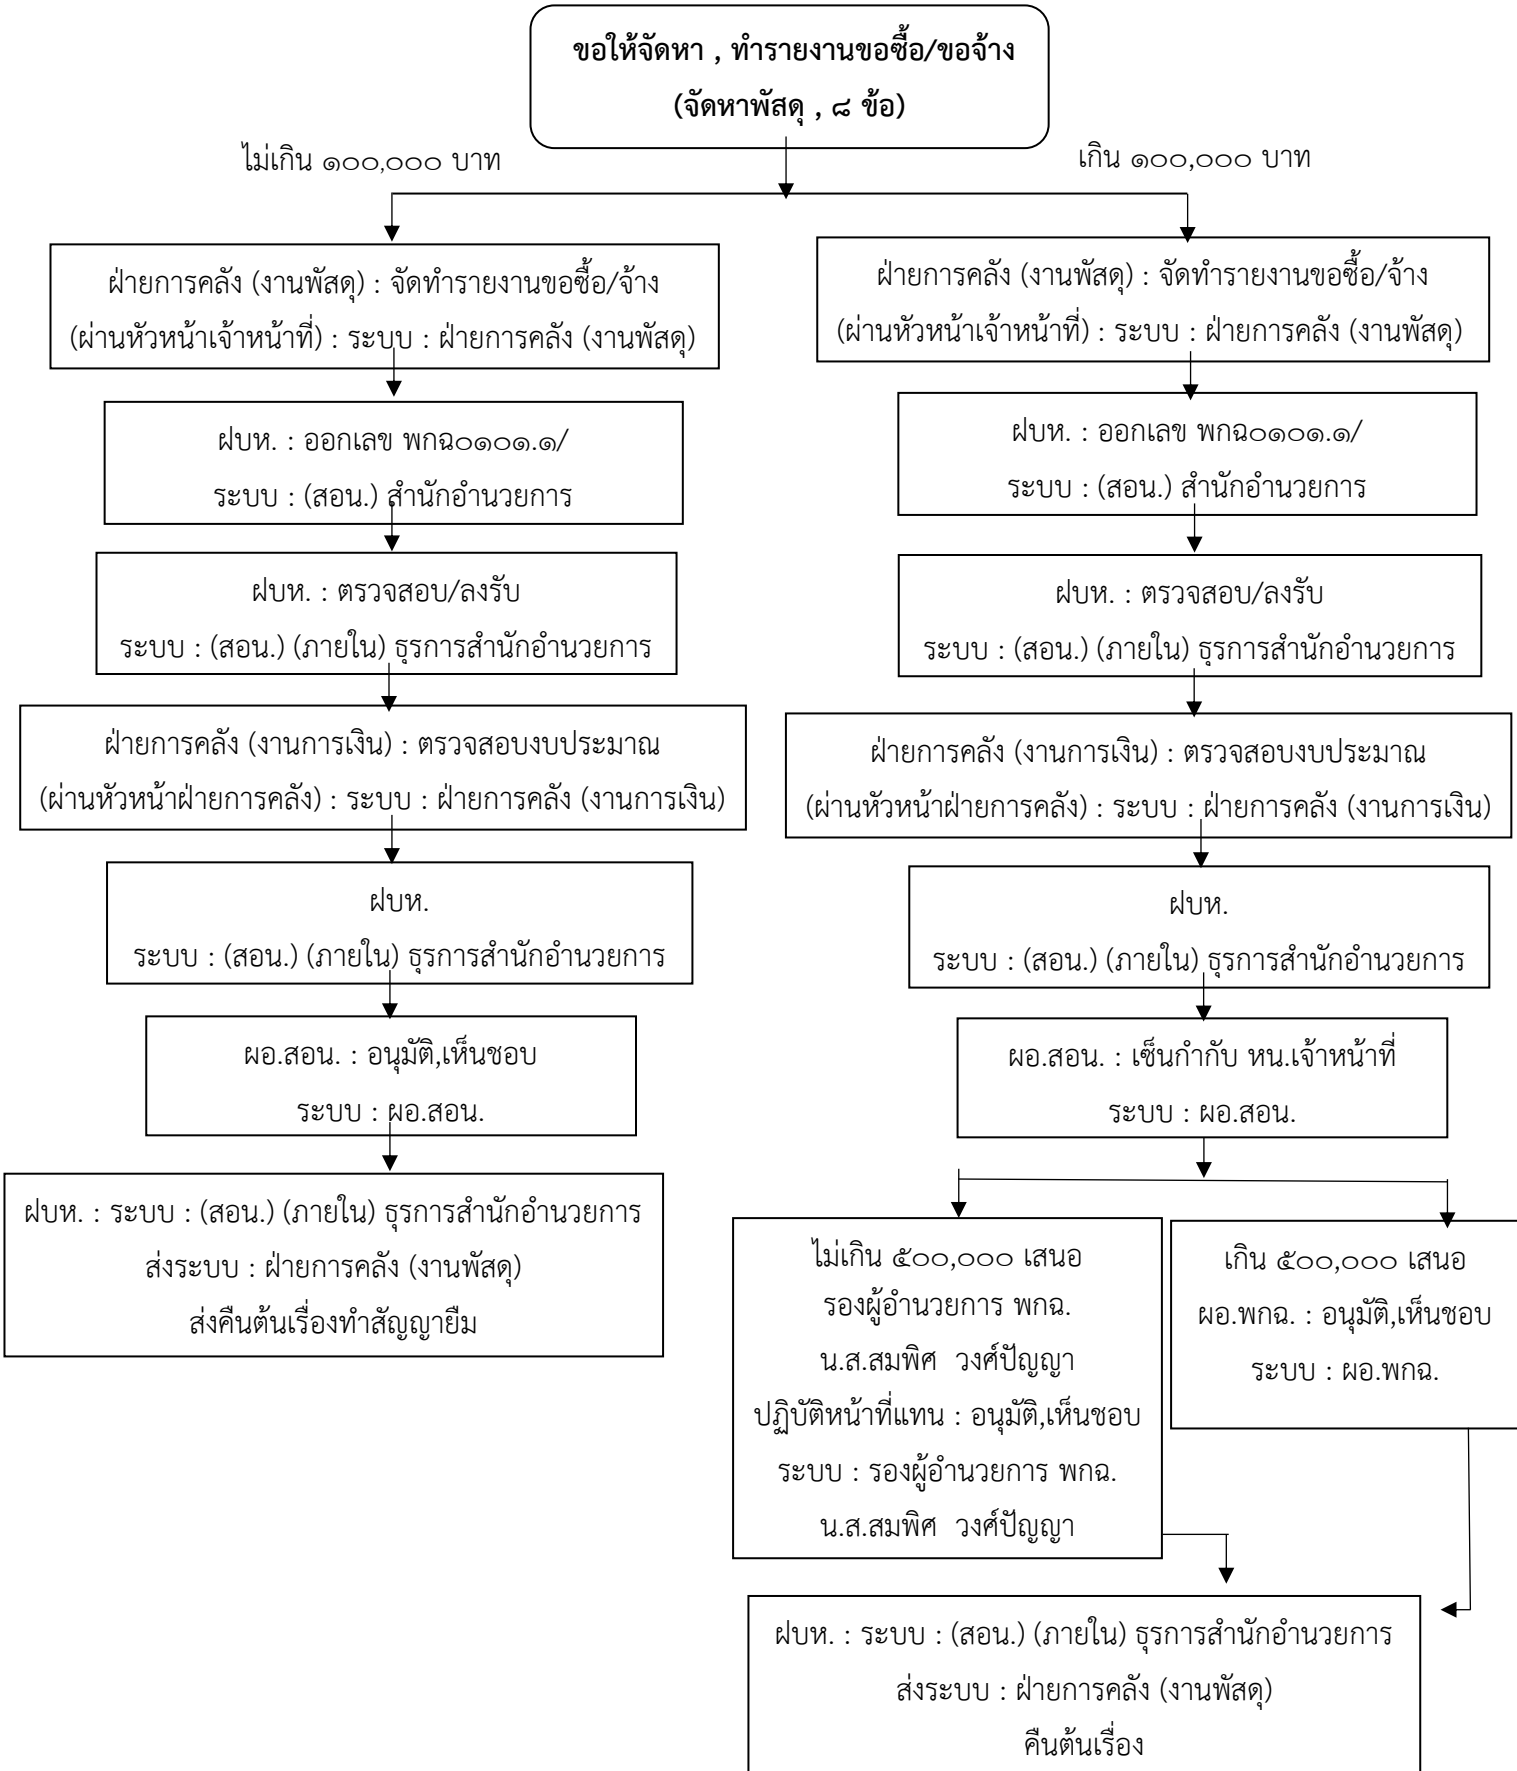 ขอให้จัดหา , ทำรายงานขอซื้อ/ขอจ้าง
(จัดหาพัสดุ , ๘ ข้อ)
ไม่เกิน ๑๐๐,๐๐๐ บาท
เกิน ๑๐๐,๐๐๐ บาท
ฝ่ายการคลัง (งานพัสดุ) : จัดทำรายงานขอซื้อ/จ้าง
(ผ่านหัวหน้าเจ้าหน้าที่) : ระบบ : ฝ่ายการคลัง (งานพัสดุ)
ฝบห. : ออกเลข พกฉ๐๑๐๑.๑/
ระบบ : (สอน.) สำนักอำนวยการ
ฝบห. : ตรวจสอบ/ลงรับ
ระบบ : (สอน.) (ภายใน) ธุรการสำนักอำนวยการ
ฝ่ายการคลัง (งานการเงิน) : ตรวจสอบงบประมาณ
(ผ่านหัวหน้าฝ่ายการคลัง) : ระบบ : ฝ่ายการคลัง (งานการเงิน)
ฝบห.
ระบบ : (สอน.) (ภายใน) ธุรการสำนักอำนวยการ
ผอ.สอน. : อนุมัติ,เห็นชอบ
ระบบ : ผอ.สอน.
ฝบห. : ระบบ : (สอน.) (ภายใน) ธุรการสำนักอำนวยการ
ส่งระบบ : ฝ่ายการคลัง (งานพัสดุ)
ส่งคืนต้นเรื่องทำสัญญายืม
ฝ่ายการคลัง (งานพัสดุ) : จัดทำรายงานขอซื้อ/จ้าง
(ผ่านหัวหน้าเจ้าหน้าที่) : ระบบ : ฝ่ายการคลัง (งานพัสดุ)
ฝบห. : ออกเลข พกฉ๐๑๐๑.๑/
ระบบ : (สอน.) สำนักอำนวยการ
ฝบห. : ตรวจสอบ/ลงรับ
ระบบ : (สอน.) (ภายใน) ธุรการสำนักอำนวยการ
ฝ่ายการคลัง (งานการเงิน) : ตรวจสอบงบประมาณ
(ผ่านหัวหน้าฝ่ายการคลัง) : ระบบ : ฝ่ายการคลัง (งานการเงิน)
ฝบห.
ระบบ : (สอน.) (ภายใน) ธุรการสำนักอำนวยการ
ผอ.สอน. : เซ็นกำกับ หน.เจ้าหน้าที่
ระบบ : ผอ.สอน.
ไม่เกิน ๕๐๐,๐๐๐ เสนอ
รองผู้อำนวยการ พกฉ.
น.ส.สมพิศ วงศ์ปัญญา
ปฏิบัติหน้าที่แทน : อนุมัติ,เห็นชอบ
ระบบ : รองผู้อำนวยการ พกฉ.
น.ส.สมพิศ วงศ์ปัญญา
เกิน ๕๐๐,๐๐๐ เสนอ
ผอ.พกฉ. : อนุมัติ,เห็นชอบ
ระบบ : ผอ.พกฉ.
ฝบห. : ระบบ : (สอน.) (ภายใน) ธุรการสำนักอำนวยการ
ส่งระบบ : ฝ่ายการคลัง (งานพัสดุ)
คืนต้นเรื่อง